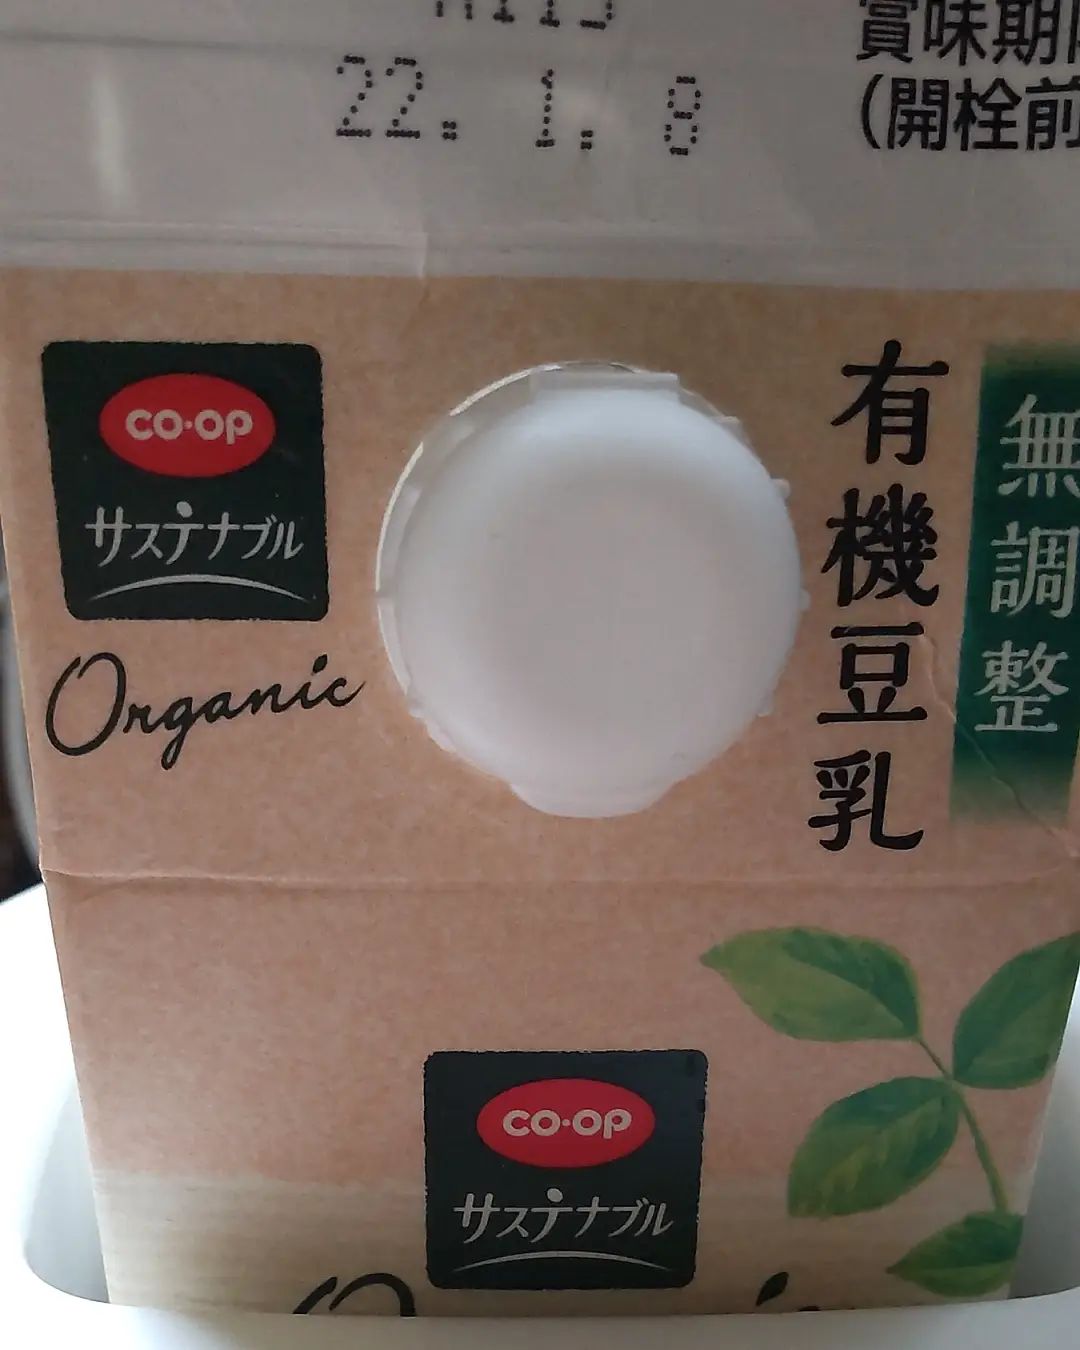 22. 1. 8
賞味期
(開栓前
CO·OP
サステナブル
Organic
有機豆乳
無調整
CO·OP
サステナブル